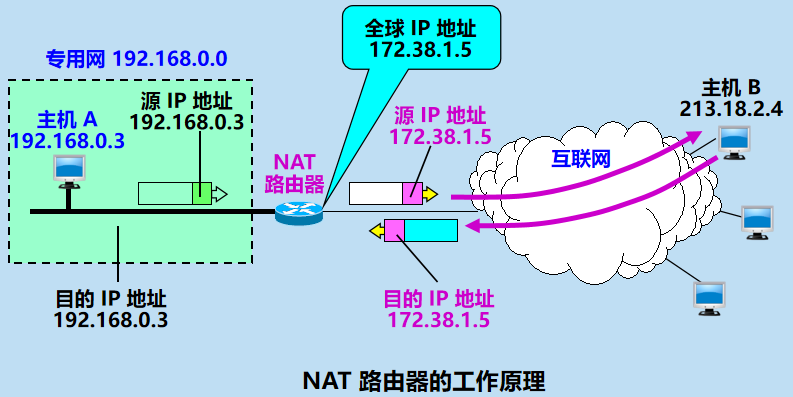 全球 IP 地址
172.38.1.5
专用网 192.168.0.0
主机 A
192.168.0.3
源 IP 地址
192.168.0.3
NAT
路由器
源 IP 地址
172.38.1.5
互联网
主机 B
213.18.2.4
目的 IP 地址
192.168.0.3
目的 IP 地址
172.38.1.5
NAT 路由器的工作原理